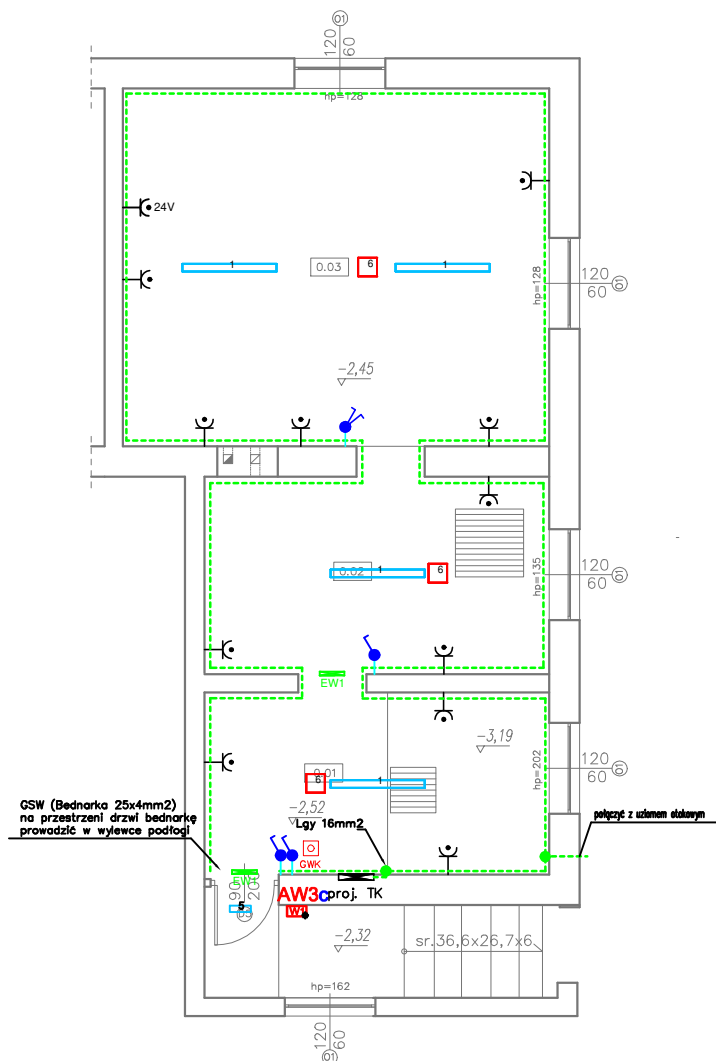 01
120
60
hp=128
24V
1
0.03
6
1
120
60
01
hp=128
-2,45
0.02
1
6
120
60
01
hp=135
EW1
-3,19
120
60
01
hp=202
0.01
6
1
-2,52
GSW (Bednarka 25x4mm2)
na przestrzeni drzwi bednarkę
prowadzić w wylewce podłogi
Lgy 16mm2
połączyć z uziomem otokowym
GWK
EW1
90
200
5
AW3c
proj. TK
W1
-2,32
sr.36,6x26,7x6
hp=162
120
60
01